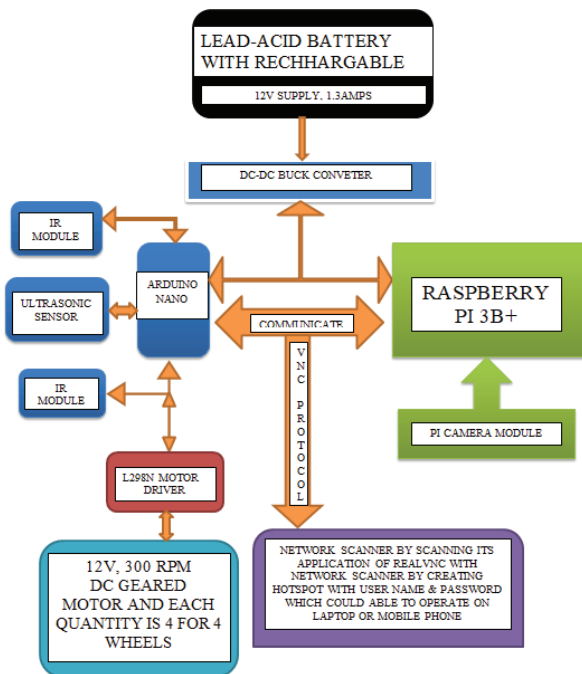 LEAD-ACID BATTERY
WITH RECHHARGABLE
12V SUPPLY, 1.3AMPS
DC-DC BUCK CONVETER
IR
MODULE
ARDUINO
NANO
ULTRASONIC
SENSOR
RASPBERRY
PI 3B+
COMMUNICATE
VNC PROTOCOL
IR
MODULE
PI CAMERA MODULE
L298N MOTOR
DRIVER
12V, 300 RPM
DC GEARED
MOTOR AND EACH
QUANTITY IS 4 FOR 4
WHEELS
NETWORK SCANNER BY SCANNING ITS
APPLICATION OF REALVNC WITH
NETWORK SCANNER BY CREATING
HOTSPOT WITH USER NAME & PASSWORD
WHICH COULD ABLE TO OPERATE ON
LAPTOP OR MOBILE PHONE